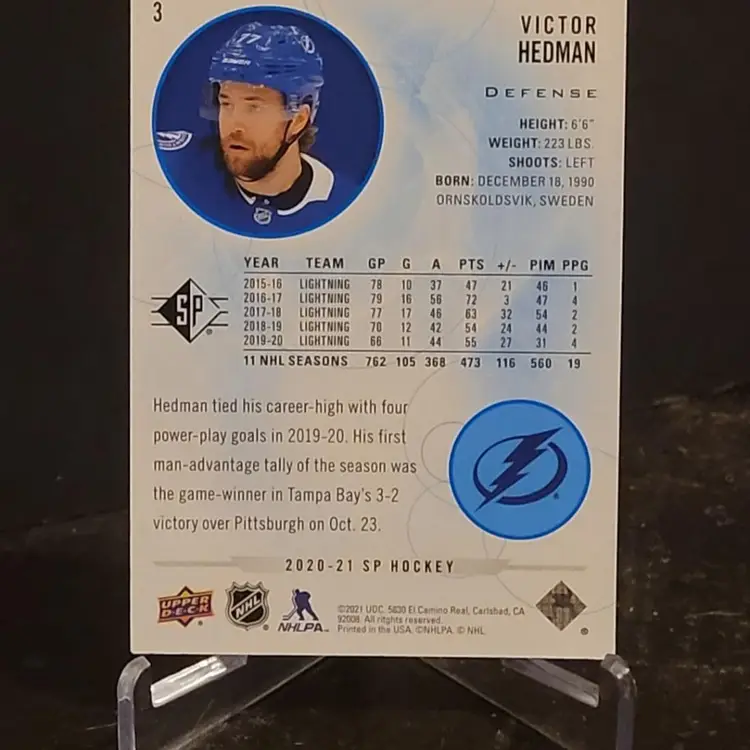 3
VICTOR
HEDMAN
DEFENSE
HEIGHT: 6'6"
WEIGHT: 223 LBS.
SHOOTS: LEFT
BORN: DECEMBER 18, 1990
ORNSKOLDSVIK, SWEDEN
77
BAUER
YEAR TEAM GP G A PTS +/- PIM PPG
2015-16 LIGHTNING 78 10 37 47 21 46 1
2016-17 LIGHTNING 79 16 56 72 3 47 4
2017-18 LIGHTNING 77 17 46 63 32 54 2
2018-19 LIGHTNING 70 12 42 54 24 44 2
2019-20 LIGHTNING 66 11 44 55 27 31 4
11 NHL SEASONS 762 105 368 473 116 560 19
SP
Hedman tied his career-high with four
power-play goals in 2019-20. His first
man-advantage tally of the season was
the game-winner in Tampa Bay's 3-2
victory over Pittsburgh on Oct. 23.
2020-21 SP HOCKEY
UPPER
D·E·C·K
NHL
NHLPA
©2021 UDC. 5830 El Camino Real, Carlsbad, CA
92008. All rights reserved.
Printed in the USA. ©NHLPA. © NHL